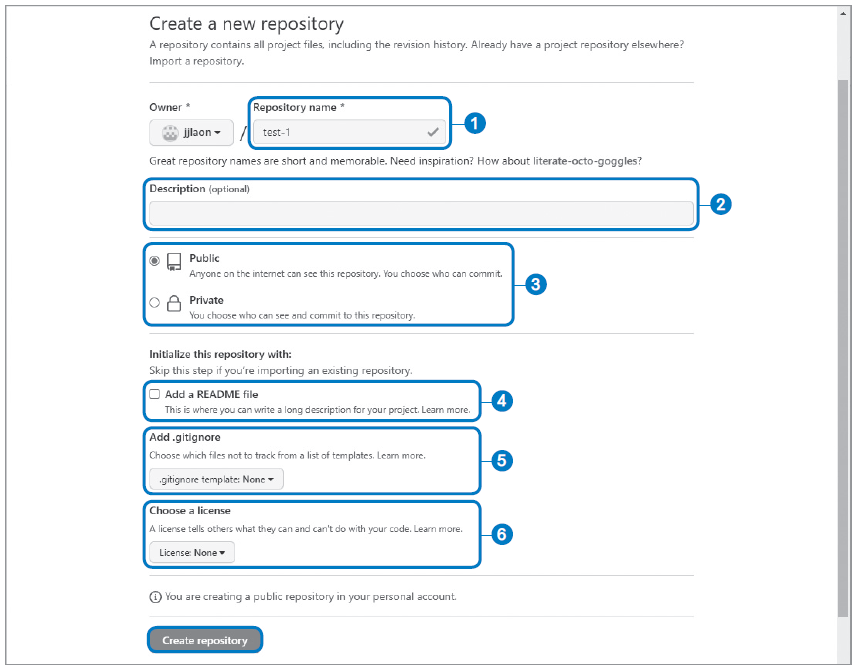 Create a new repository
A repository contains all project files, including the revision history. Already have a project repository elsewhere?
Import a repository.
Owner *
Repository name *
jjlaon
/
test-1
1
Great repository names are short and memorable. Need inspiration? How about literate-octo-goggles?
Description (optional)
2
Public
Anyone on the internet can see this repository. You choose who can commit.
3
Private
You choose who can see and commit to this repository.
Initialize this repository with:
Skip this step if you're importing an existing repository.
Add a README file
4
This is where you can write a long description for your project. Learn more.
Add .gitignore
Choose which files not to track from a list of templates. Learn more.
5
.gitignore template: None
Choose a license
A license tells others what they can and can't do with your code. Learn more.
6
License: None
You are creating a public repository in your personal account.
Create repository